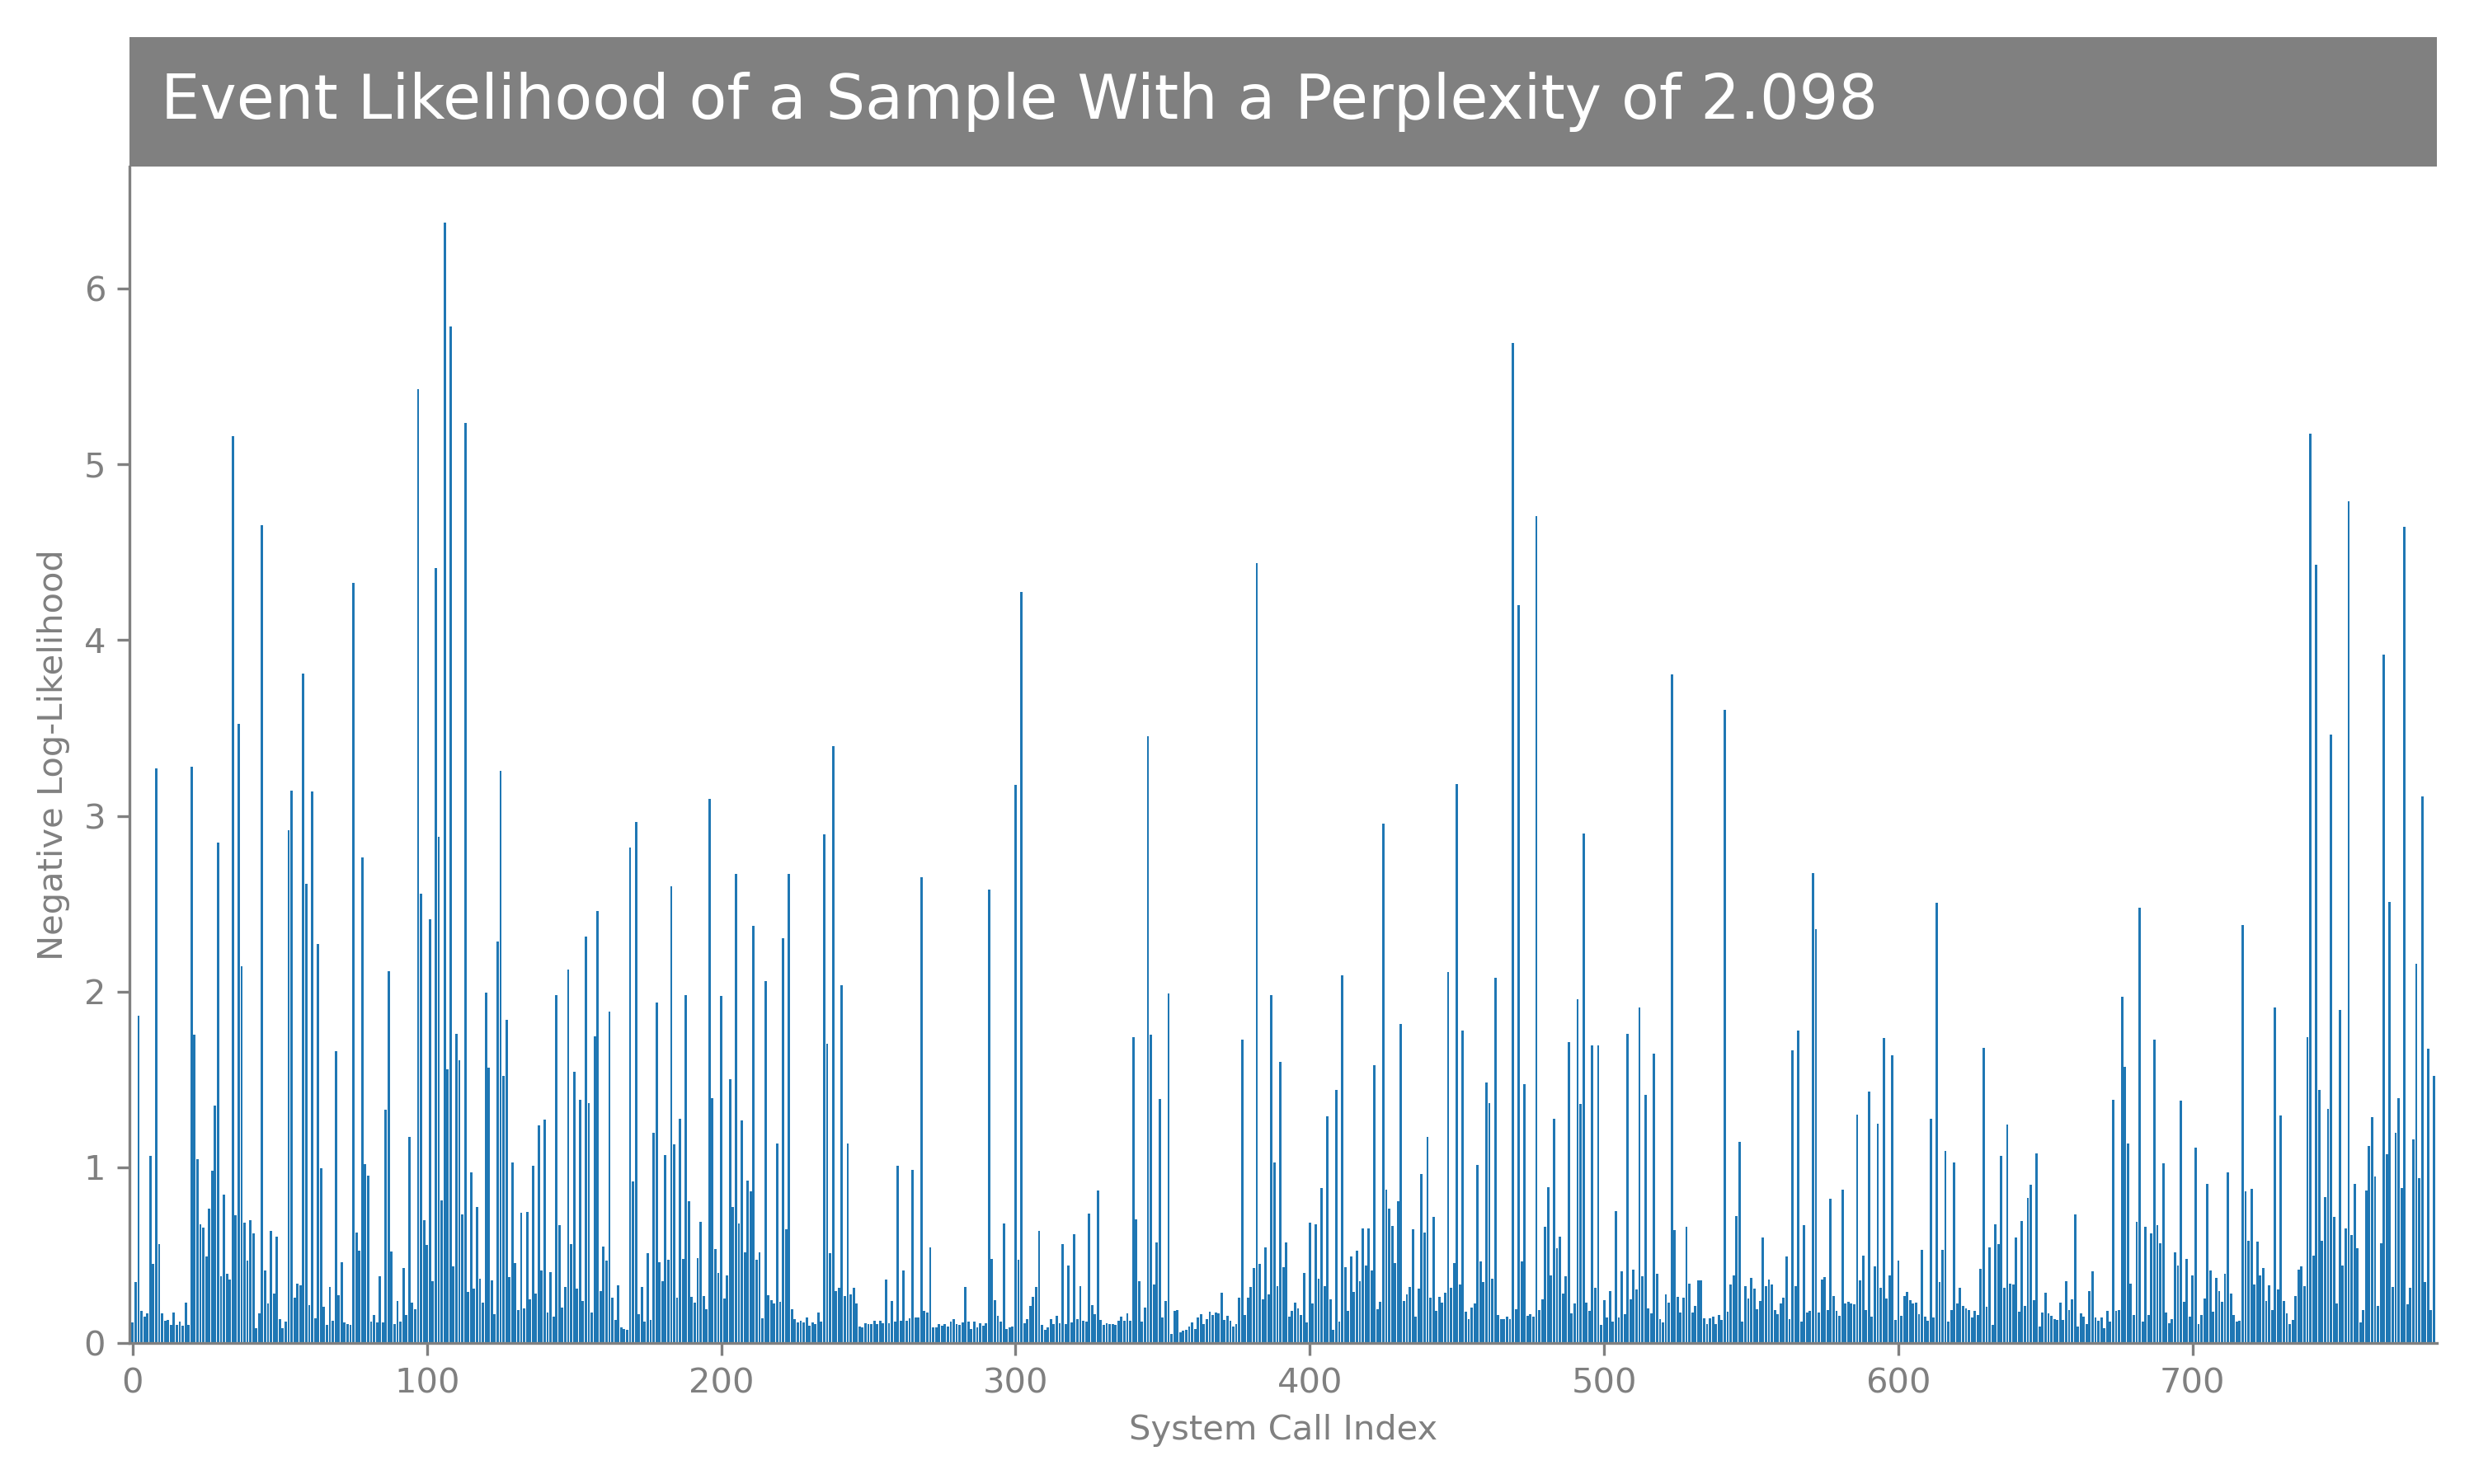 Event Likelihood of a Sample With a Perplexity of 2.098
6
5
4
3
2
1
0
Negative Log-Likelihood
0 100 200 300 400 500 600 700
System Call Index